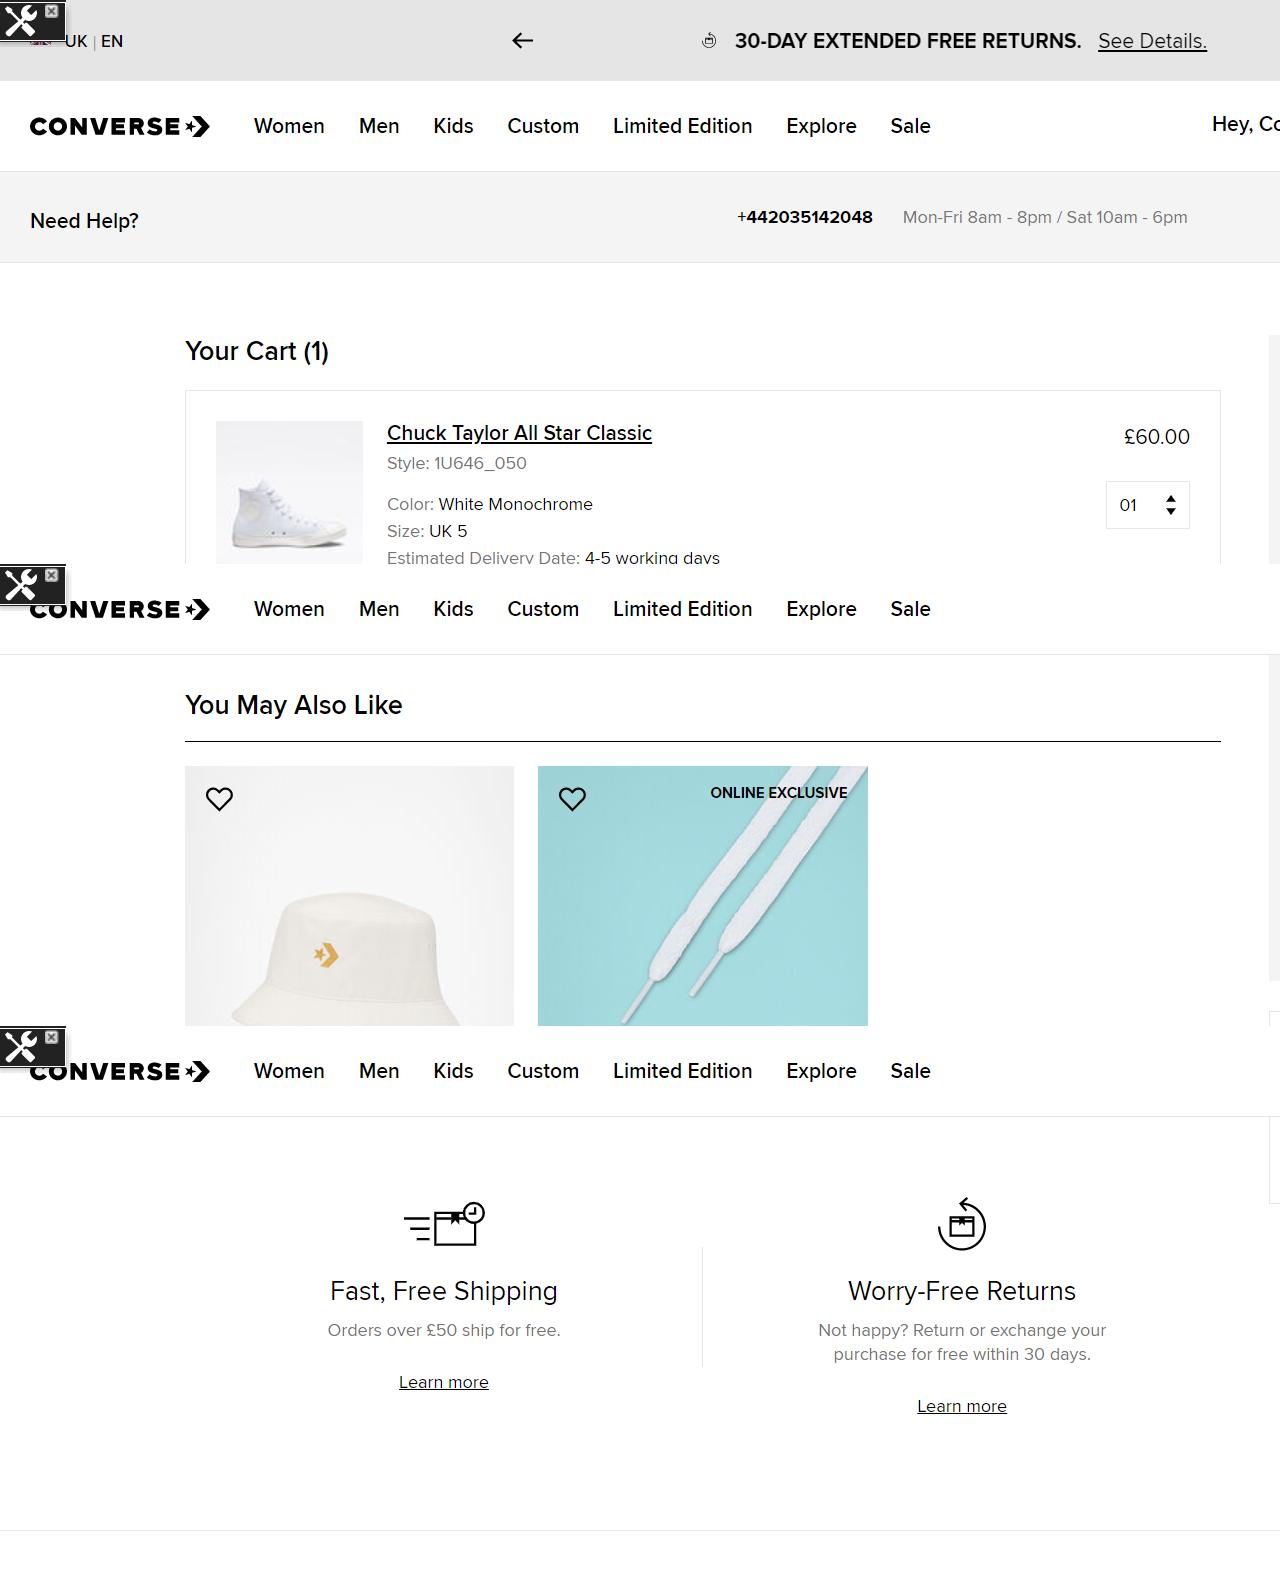 UK | EN
30-DAY EXTENDED FREE RETURNS. See Details.
CONVERSE Women Men Kids Custom Limited Edition Explore Sale
Hey,
Need Help?
+442035142048 Mon-Fri 8am - 8pm / Sat 10am - 6pm
Your Cart (1)
Chuck Taylor All Star Classic
£60.00
Style: 1U646_050
Color: White Monochrome
01
Size: UK 5
Estimated Delivery Date: 4-5 working days
CONVERSE Women Men Kids Custom Limited Edition Explore Sale
You May Also Like
ONLINE EXCLUSIVE
CONVERSE Women Men Kids Custom Limited Edition Explore Sale
Fast, Free Shipping
Orders over £50 ship for free.
Learn more
Worry-Free Returns
Not happy? Return or exchange your
purchase for free within 30 days.
Learn more